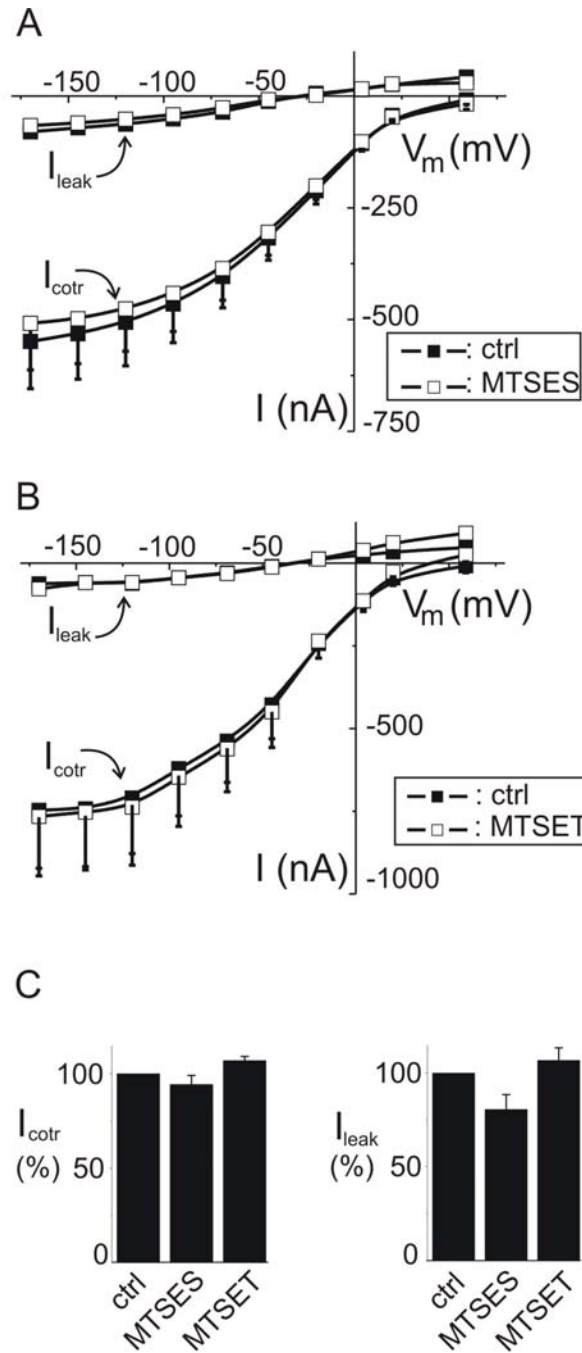 A
-150 -100 -50
V_m (mV)
I_leak
-250
I_cotr
-500
: ctrl
: MTSES
I (nA)
-750
B
-150 -100 -50
V_m (mV)
I_leak
-500
I_cotr
: ctrl
: MTSET
I (nA)
-1000
C
100
I_cotr
(%)
50
0
ctrl
MTSES
MTSET
100
I_leak
(%)
50
0
ctrl
MTSES
MTSET